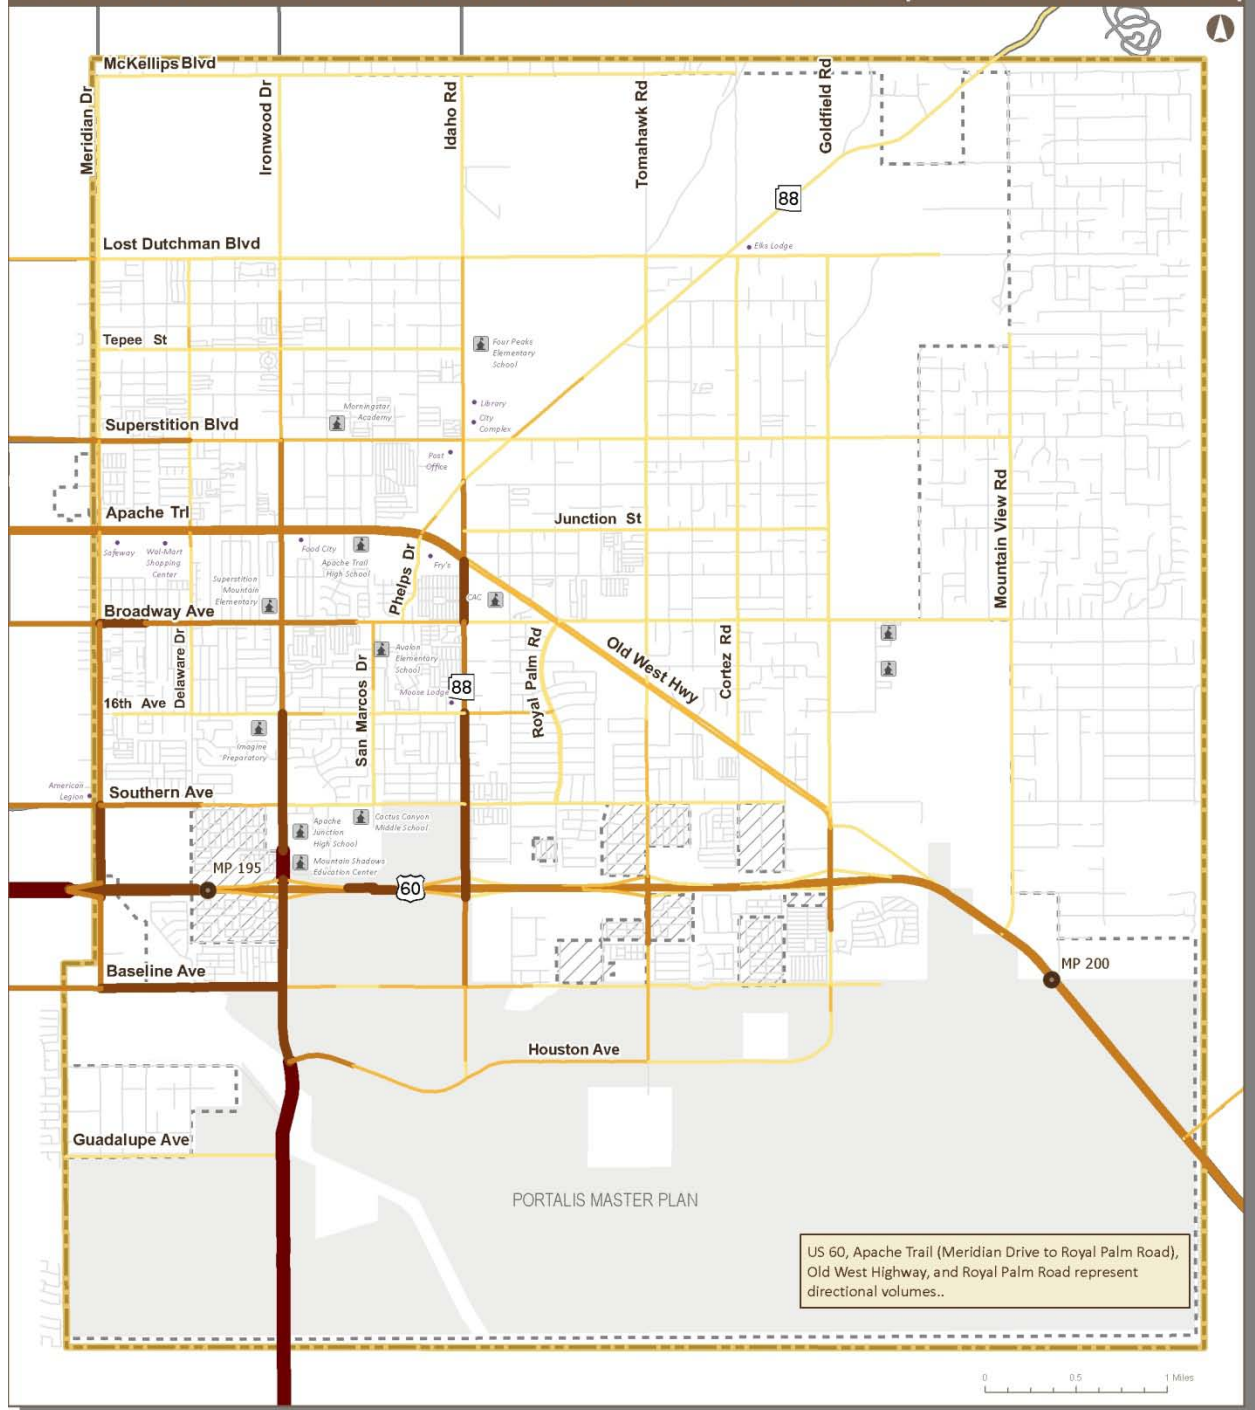 McKellips Blvd
Meridian Dr
Ironwood Dr
Idaho Rd
Tomahawk Rd
Goldfield Rd
88
Elks Lodge
Lost Dutchman Blvd
Tepee St
Four Peaks
Elementary
School
Morningstar
Academy
Library
City
Complex
Superstition Blvd
Post
Office
Mountain View Rd
Apache Trl
Junction St
Safeway
Wal-Mart
Shopping
Center
Food City
Apache Trail
High School
Phelps Dr
Fry's
Superstition
Mountain
Elementary
CAC
Broadway Ave
Delaware Dr
San Marcos Dr
Avalon
Elementary
School
Moose Lodge
88
Royal Palm Rd
Old West Hwy
Cortez Rd
16th Ave
Imagine
Preparatory
American
Legion
Southern Ave
Apache
Junction
High School
Cactus Canyon
Middle School
Mountain Shadows
Education Center
MP 195
60
Baseline Ave
MP 200
Houston Ave
Guadalupe Ave
PORTALIS MASTER PLAN
US 60, Apache Trail (Meridian Drive to Royal Palm Road),
Old West Highway, and Royal Palm Road represent
directional volumes..
0 0.5 1 Miles